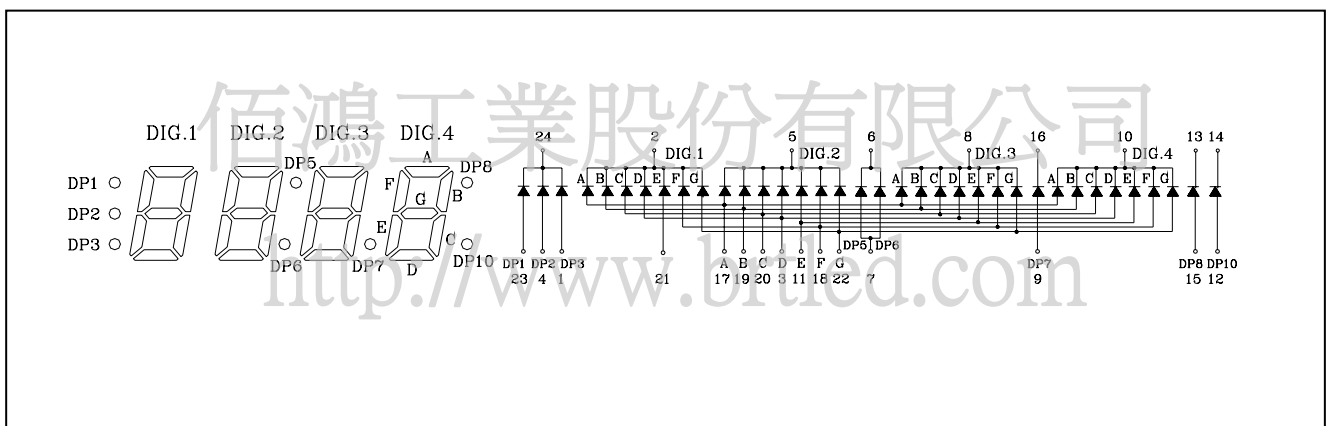 佰鴻工業股份有限公司
DIG.1 DIG.2 DIG.3 DIG.4
A
DP5 DP8
F
DP1 B
G
DP2
E
DP3 C
DP6 DP7 D DP10
24 2 5 6 8 16 10 13 14
DIG.1 DIG.2 DIG.3 DIG.4
A B C D E F G A B C D E F G A B C D E F G
DP5 DP6
DP1 DP2 DP3 A B C D E F G DP7 DP8 DP10
23 4 1 21 17 19 20 3 11 18 22 7 9 15 12
http://www.brtled.com